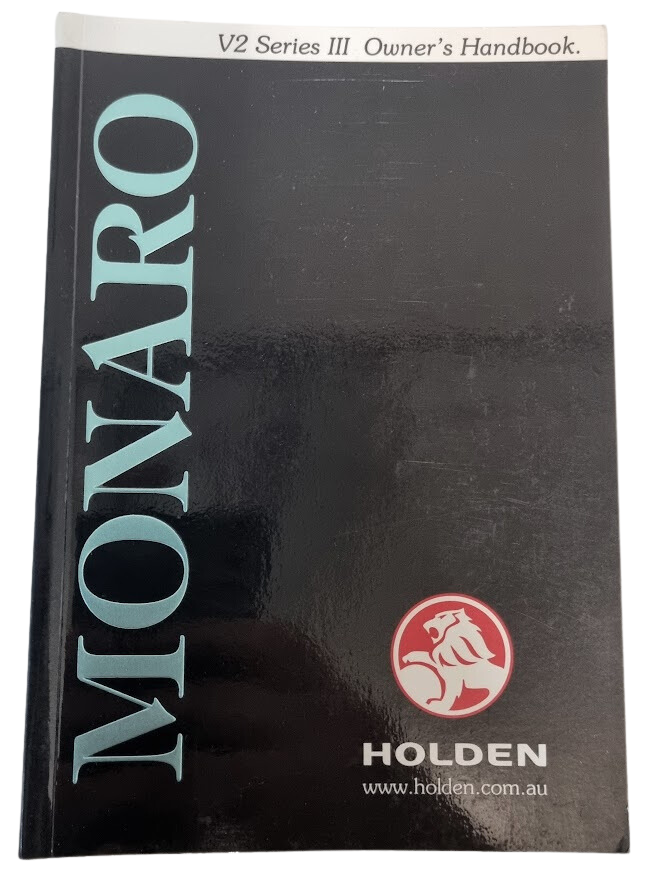 V2 Series III Owner's Handbook.
MONARO
HOLDEN
www.holden.com.au